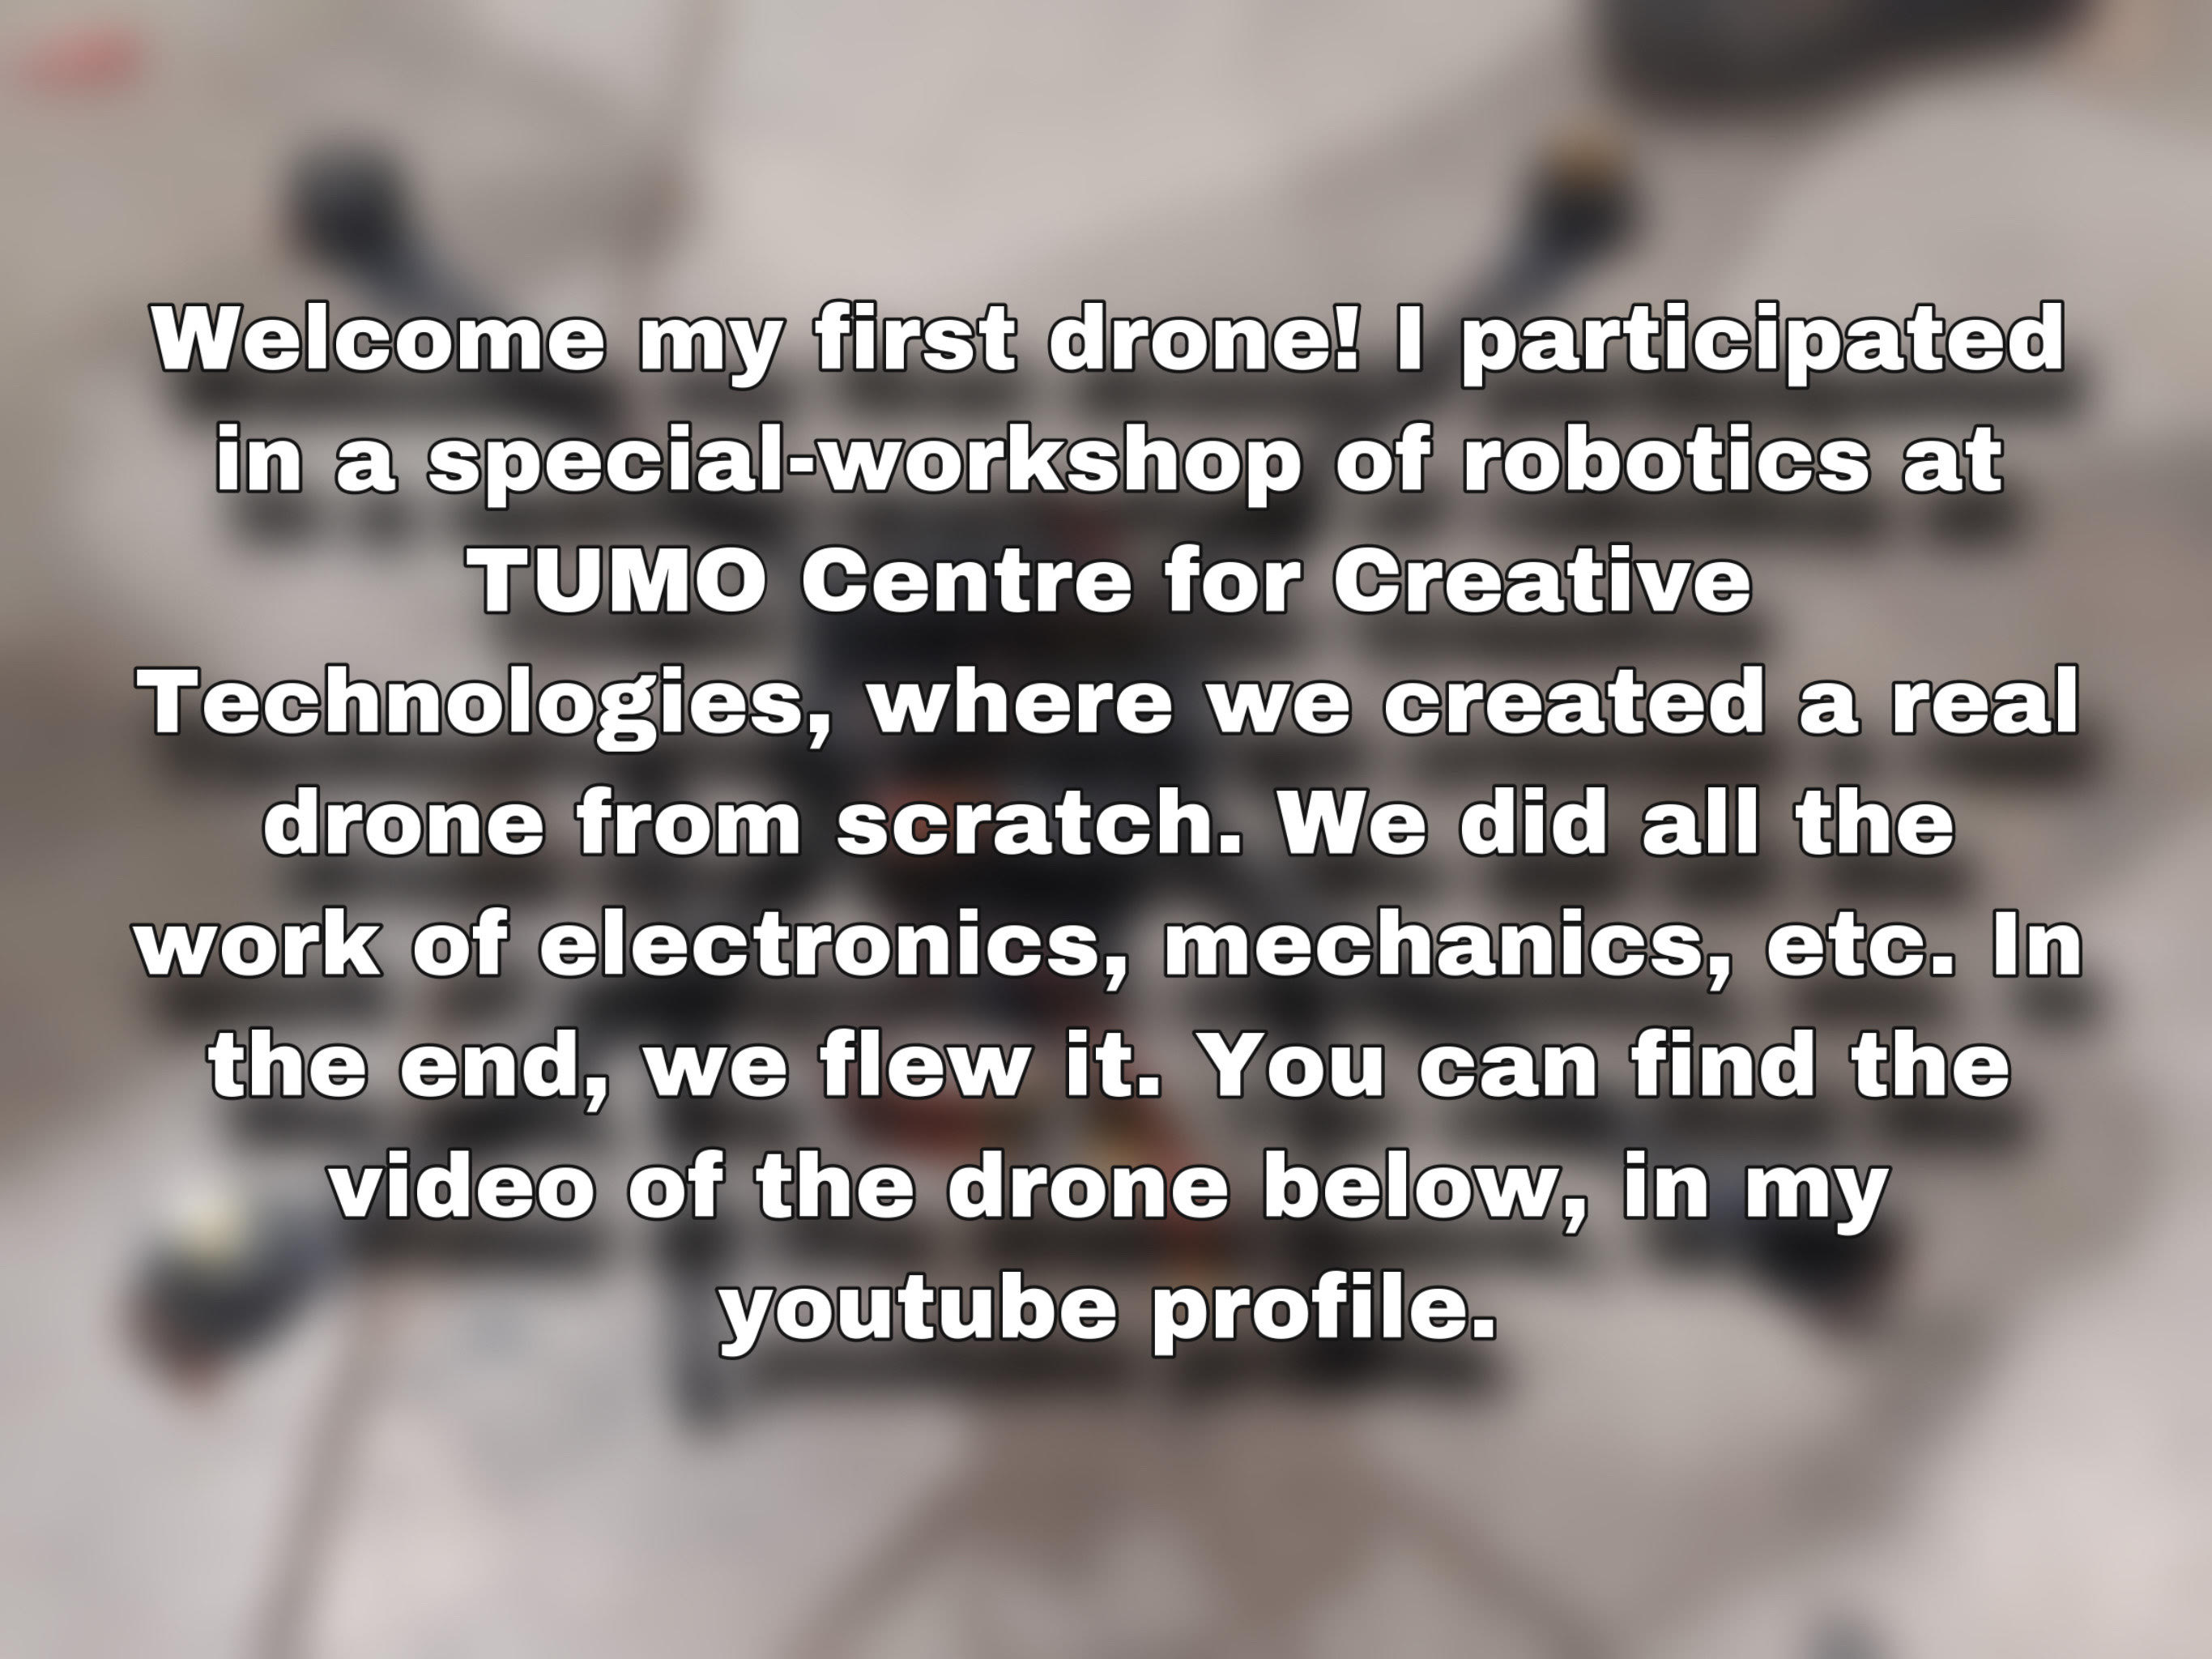 Welcome my first drone! I participated
in a special-workshop of robotics at
TUMO Centre for Creative
Technologies, where we created a real
drone from scratch. We did all the
work of electronics, mechanics, etc. In
the end, we flew it. You can find the
video of the drone below, in my
youtube profile.